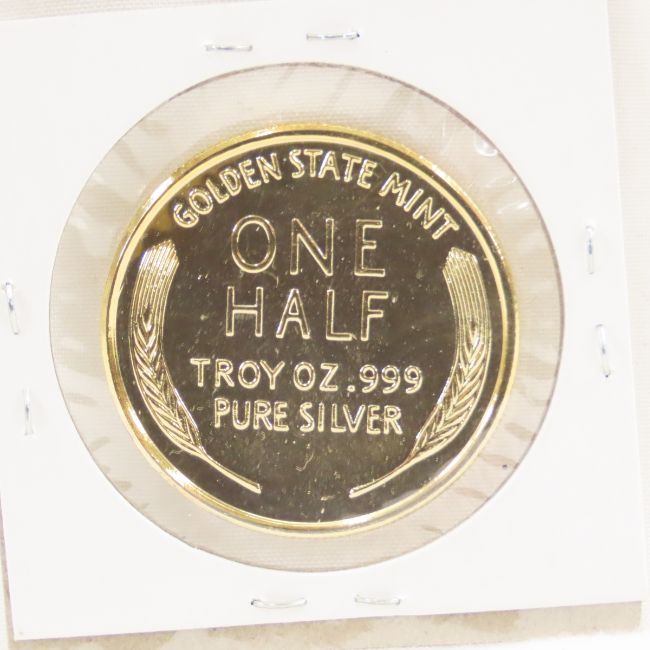 GOLDEN STATE MINT
ONE
HALF
TROY OZ .999
PURE SILVER